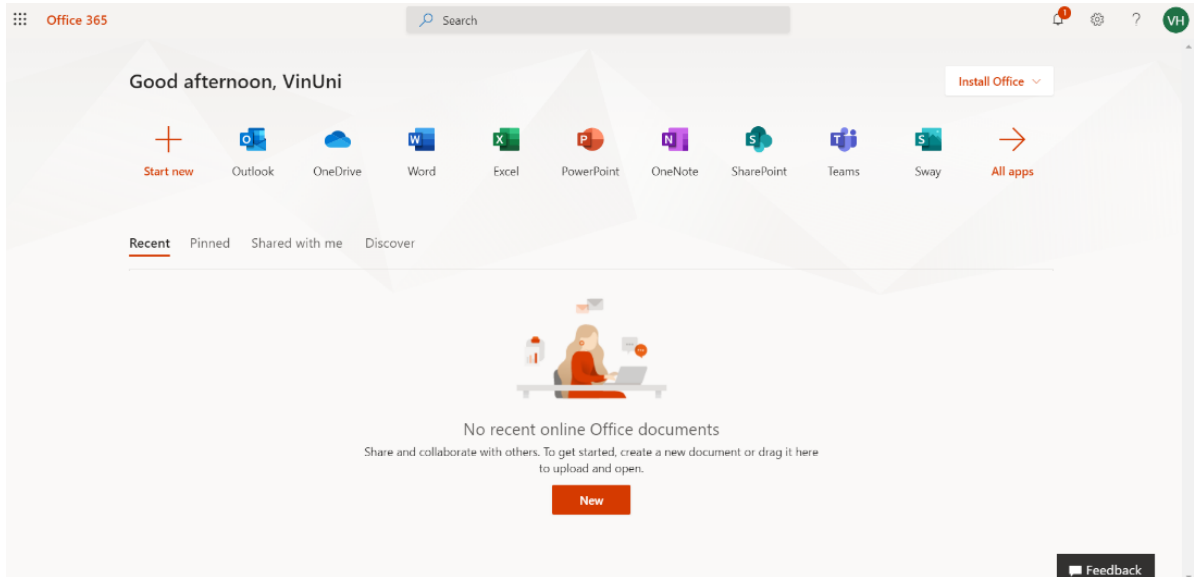 Office 365
Search
1
VH
Good afternoon, VinUni
Install Office
Start new
Outlook
OneDrive
Word
Excel
PowerPoint
OneNote
SharePoint
Teams
Sway
All apps
Recent Pinned Shared with me Discover
No recent online Office documents
Share and collaborate with others. To get started, create a new document or drag it here
to upload and open.
New
Feedback